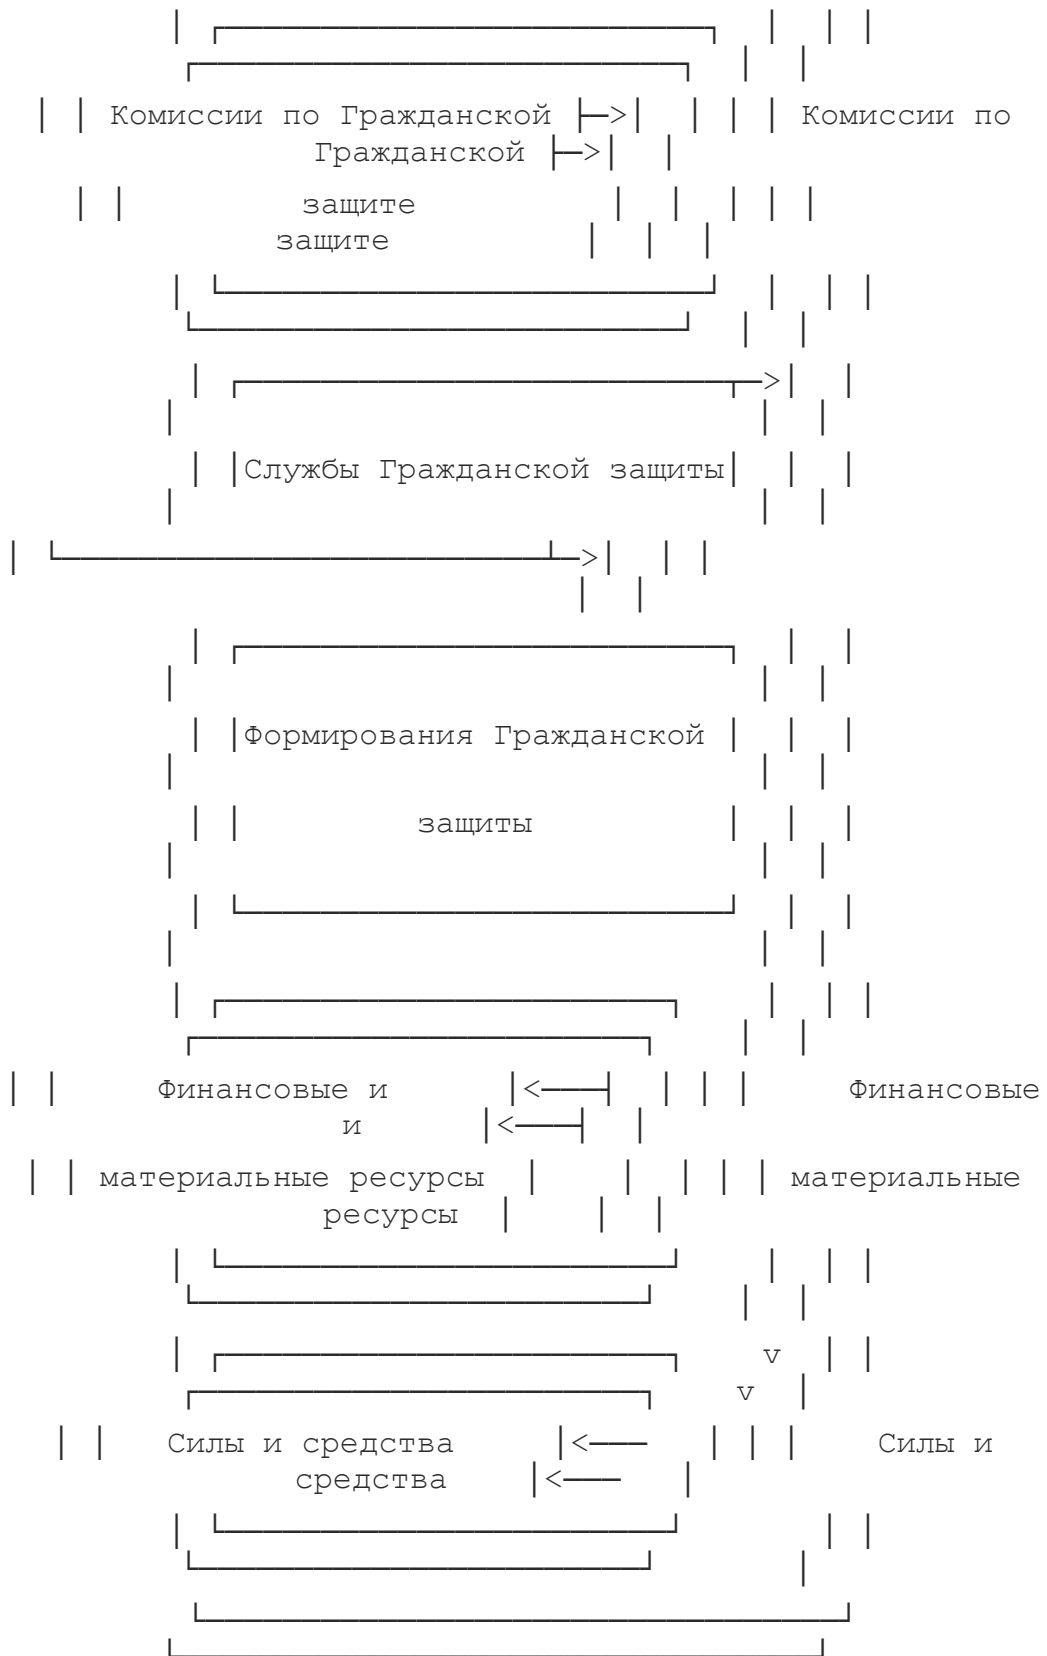 Комиссии по Гражданской ├─>│ Комиссии по
Гражданской ├─>│
защите
защите
>
Службы Гражданской защиты
>
Формирования Гражданской
защиты
Финансовые и │<───┤ Финансовые
и │<───┤
материальные ресурсы материальные
ресурсы
v
v
Силы и средства │<─── Силы и
средства │<───